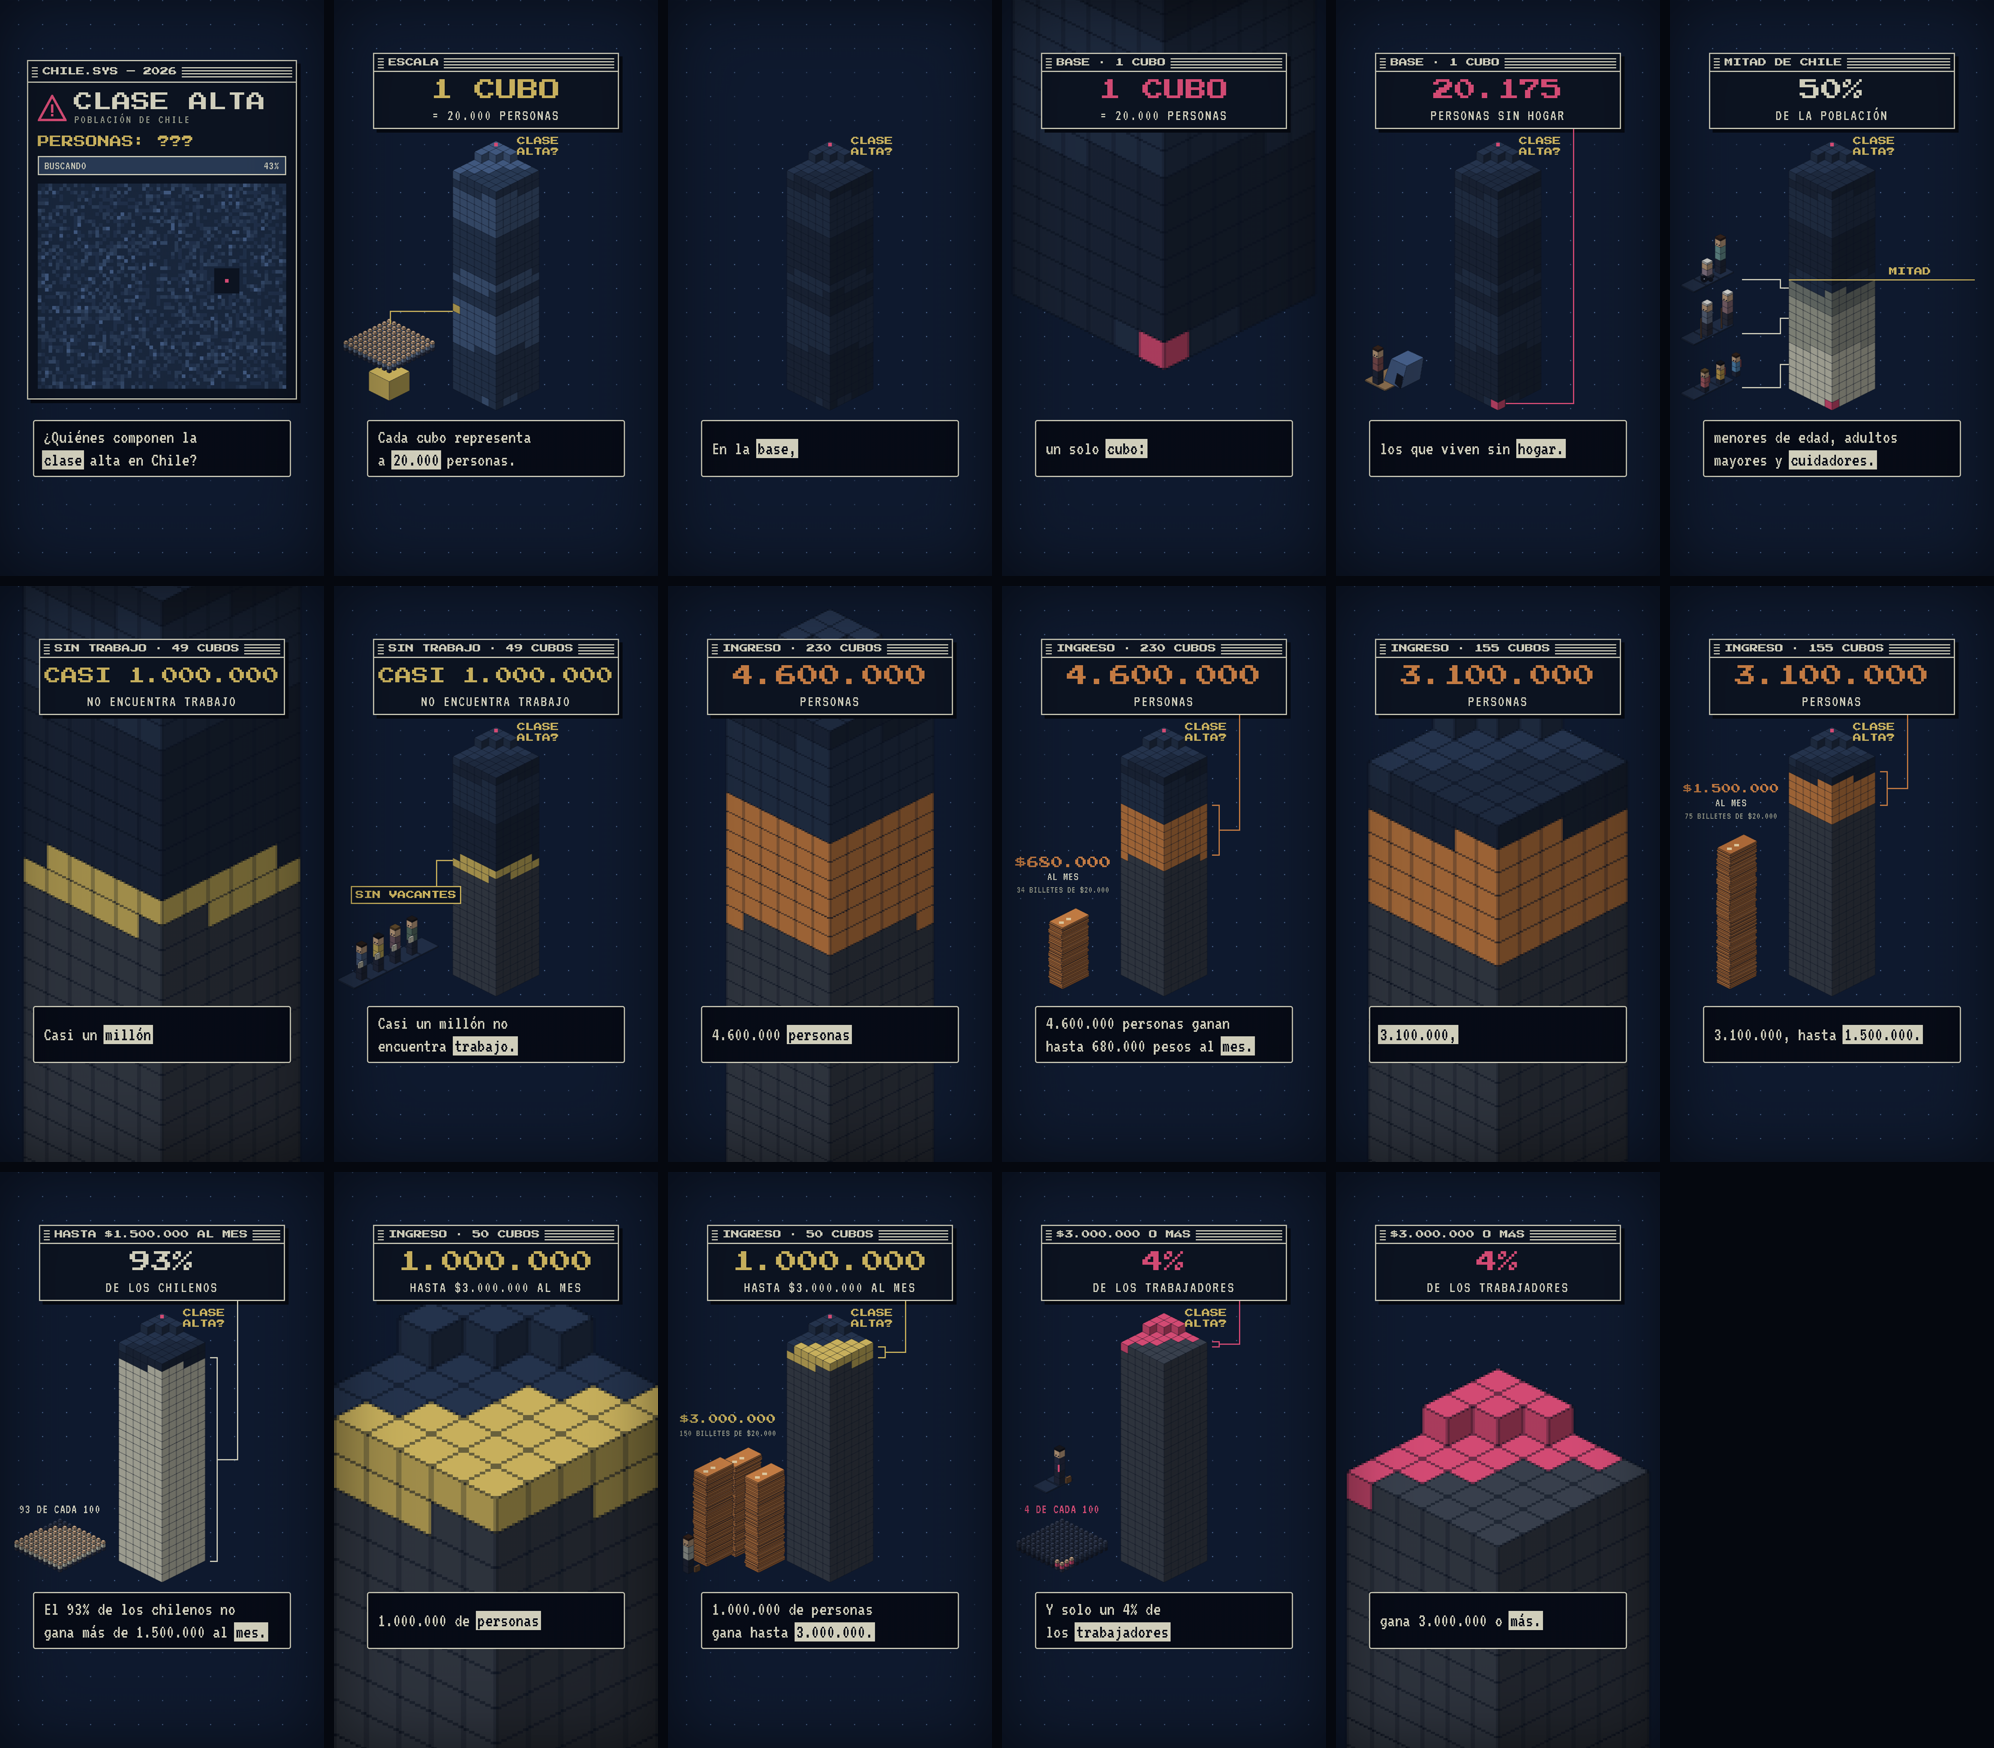 CHILE.SYS — 2026
CLASE ALTA
POBLACIÓN DE CHILE
PERSONAS: ???
BUSCANDO 43%
¿Quiénes componen la
clase alta en Chile?
ESCALA
1 CUBO
= 20.000 PERSONAS
CLASE
ALTA?
Cada cubo representa
a 20.000 personas.
CLASE
ALTA?
En la base,
BASE · 1 CUBO
1 CUBO
= 20.000 PERSONAS
un solo cubo:
BASE · 1 CUBO
20.175
PERSONAS SIN HOGAR
CLASE
ALTA?
los que viven sin hogar.
MITAD DE CHILE
50%
DE LA POBLACIÓN
CLASE
ALTA?
MITAD
menores de edad, adultos
mayores y cuidadores.
SIN TRABAJO · 49 CUBOS
CASI 1.000.000
NO ENCUENTRA TRABAJO
Casi un millón
SIN TRABAJO · 49 CUBOS
CASI 1.000.000
NO ENCUENTRA TRABAJO
CLASE
ALTA?
SIN VACANTES
Casi un millón no
encuentra trabajo.
INGRESO · 230 CUBOS
4.600.000
PERSONAS
4.600.000 personas
INGRESO · 230 CUBOS
4.600.000
PERSONAS
CLASE
ALTA?
$680.000
AL MES
34 BILLETES DE $20.000
4.600.000 personas ganan
hasta 680.000 pesos al mes.
INGRESO · 155 CUBOS
3.100.000
PERSONAS
3.100.000,
INGRESO · 155 CUBOS
3.100.000
PERSONAS
CLASE
ALTA?
$1.500.000
AL MES
75 BILLETES DE $20.000
3.100.000, hasta 1.500.000.
HASTA $1.500.000 AL MES
93%
DE LOS CHILENOS
CLASE
ALTA?
93 DE CADA 100
El 93% de los chilenos no
gana más de 1.500.000 al mes.
INGRESO · 50 CUBOS
1.000.000
HASTA $3.000.000 AL MES
1.000.000 de personas
INGRESO · 50 CUBOS
1.000.000
HASTA $3.000.000 AL MES
CLASE
ALTA?
$3.000.000
150 BILLETES DE $20.000
1.000.000 de personas
gana hasta 3.000.000.
$3.000.000 O MÁS
4%
DE LOS TRABAJADORES
CLASE
ALTA?
4 DE CADA 100
Y solo un 4% de
los trabajadores
$3.000.000 O MÁS
4%
DE LOS TRABAJADORES
gana 3.000.000 o más.